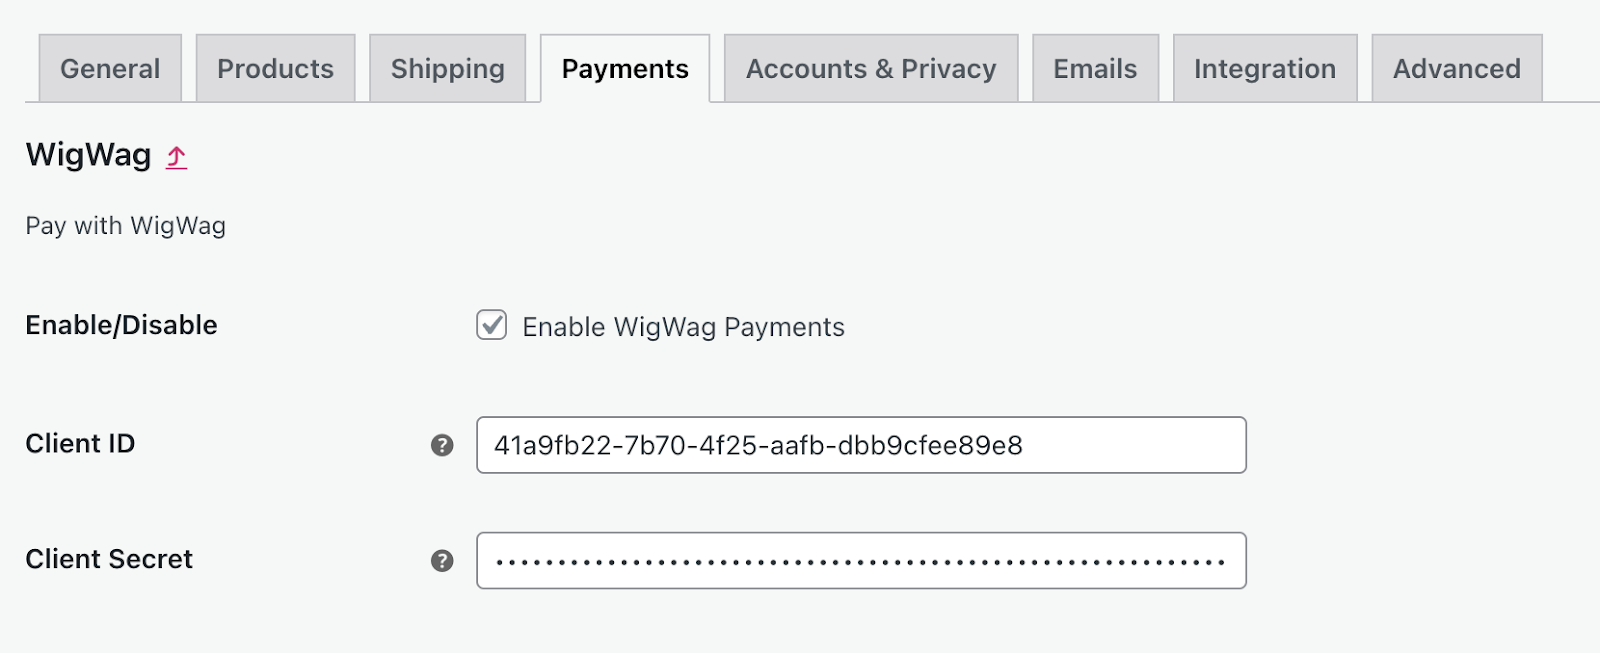 General Products Shipping Payments Accounts & Privacy Emails Integration Advanced
WigWag
Pay with WigWag
Enable/Disable Enable WigWag Payments
Client ID ? 41a9fb22-7b70-4f25-aafb-dbb9cfee89e8
Client Secret ? ••••••••••••••••••••••••••••••••••••••••••••••••••••••••••••